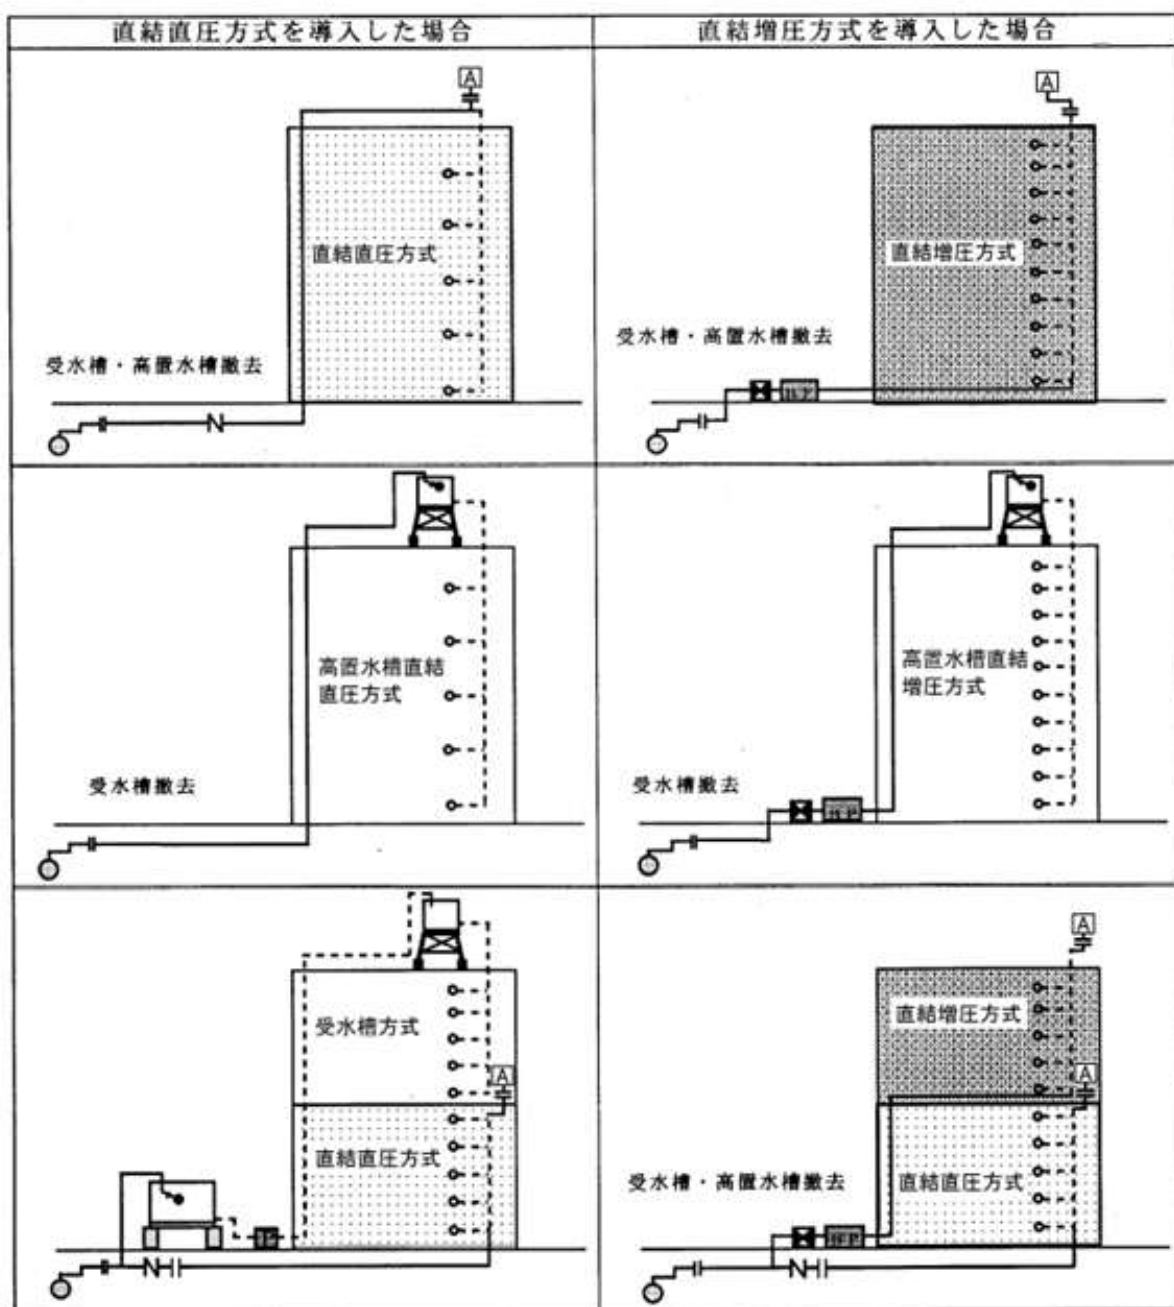 直結直圧方式を導入した場合
直結増圧方式を導入した場合
A
直結直圧方式
受水槽・高置水槽撤去
A
直結増圧方式
受水槽・高置水槽撤去
高置水槽直結
直圧方式
受水槽撤去
高置水槽直結
増圧方式
受水槽撤去
受水槽方式
A
直結直圧方式
A
直結増圧方式
A
直結直圧方式
受水槽・高置水槽撤去